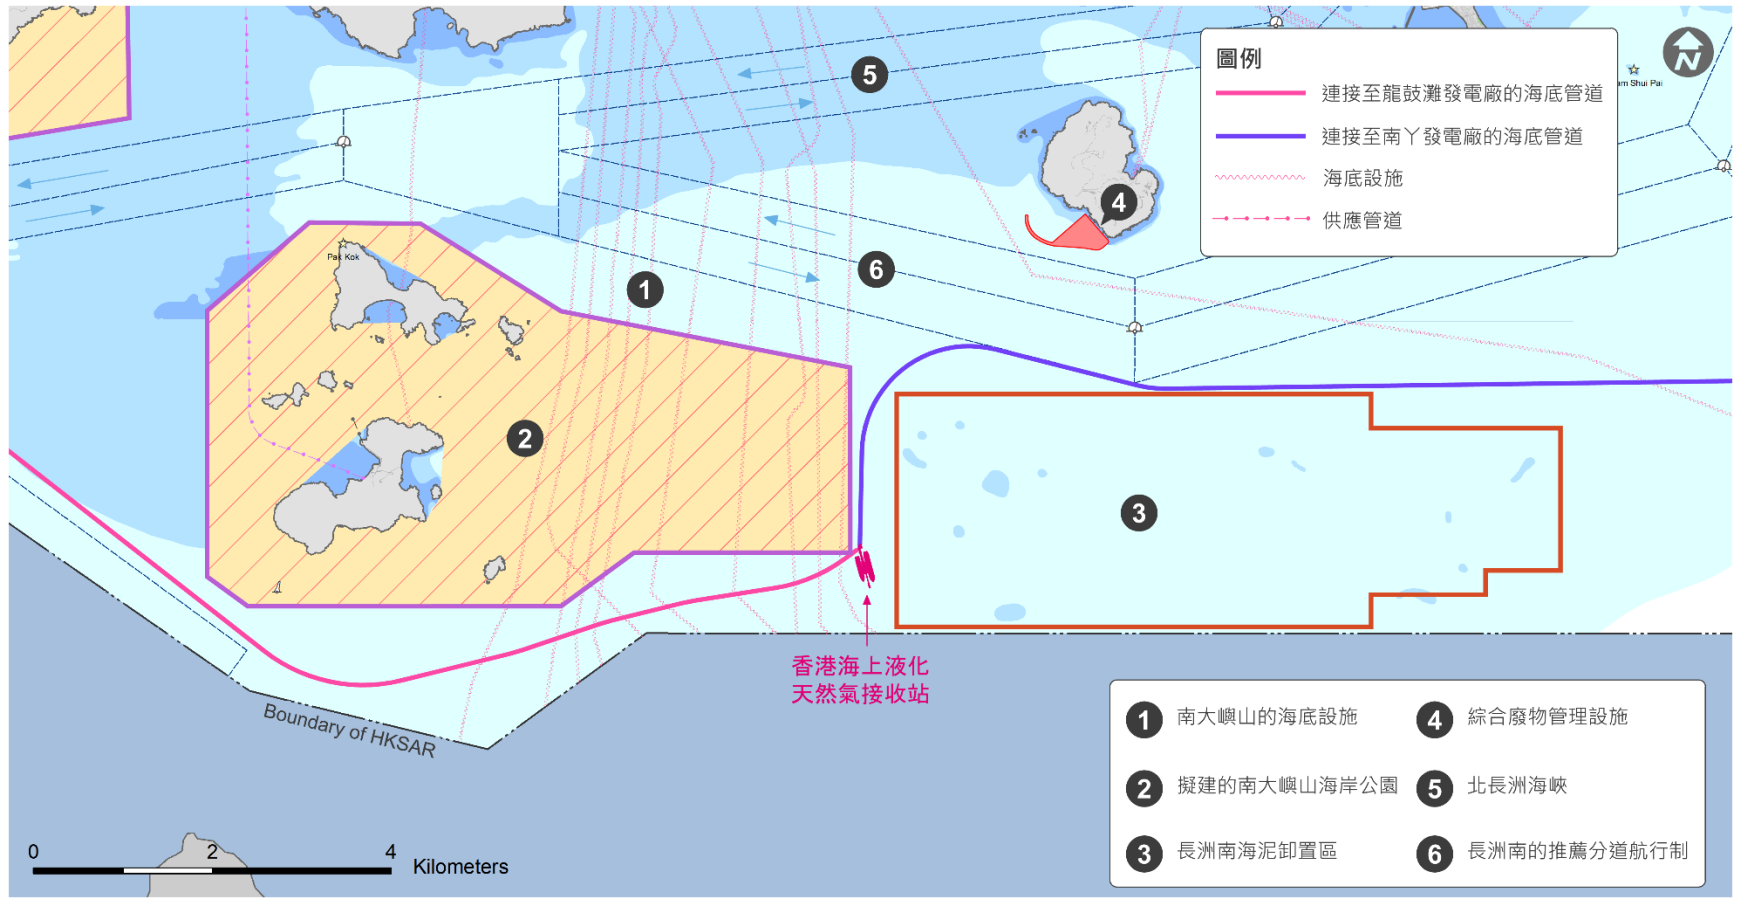 圖例
連接至龍鼓灘發電廠的海底管道
連接至南丫發電廠的海底管道
海底設施
供應管道
N
am Shui Pai
5
4
6
1
Pak Kok
2
3
香港海上液化
天然氣接收站
Boundary of HKSAR
1 南大嶼山的海底設施
4 綜合廢物管理設施
2 擬建的南大嶼山海岸公園
5 北長洲海峽
3 長洲南海泥卸置區
6 長洲南的推薦分道航行制
0 2 4 Kilometers